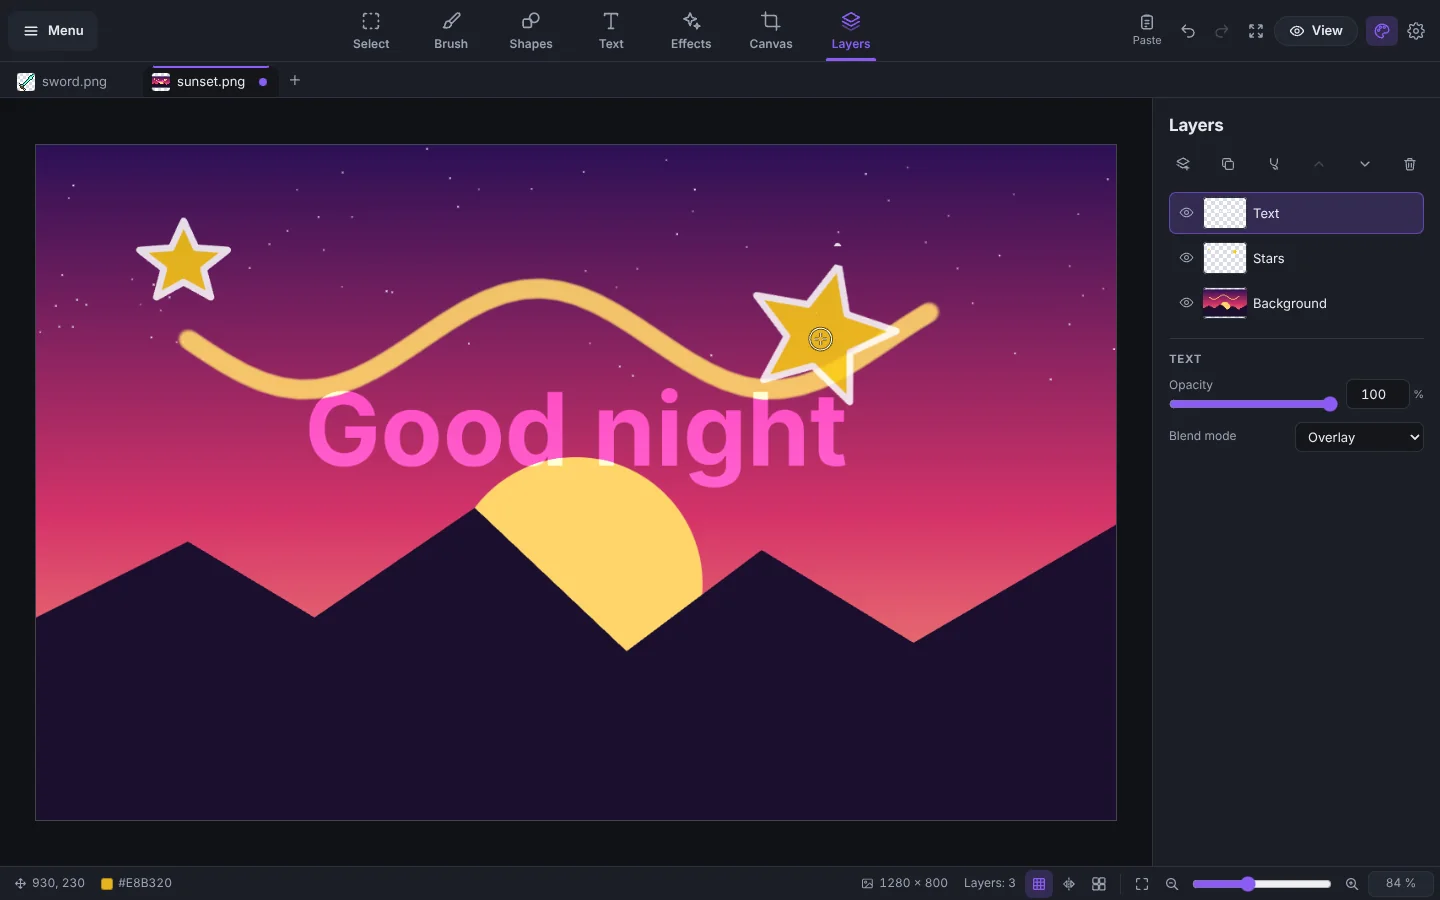 Menu
Select
Brush
Shapes
Text
Effects
Canvas
Layers
Paste
View
sword.png
sunset.png
Layers
Text
Stars
Background
TEXT
Opacity
100
%
Blend mode
Overlay
Good night
930, 230
#E8B320
1280 × 800
Layers: 3
84 %